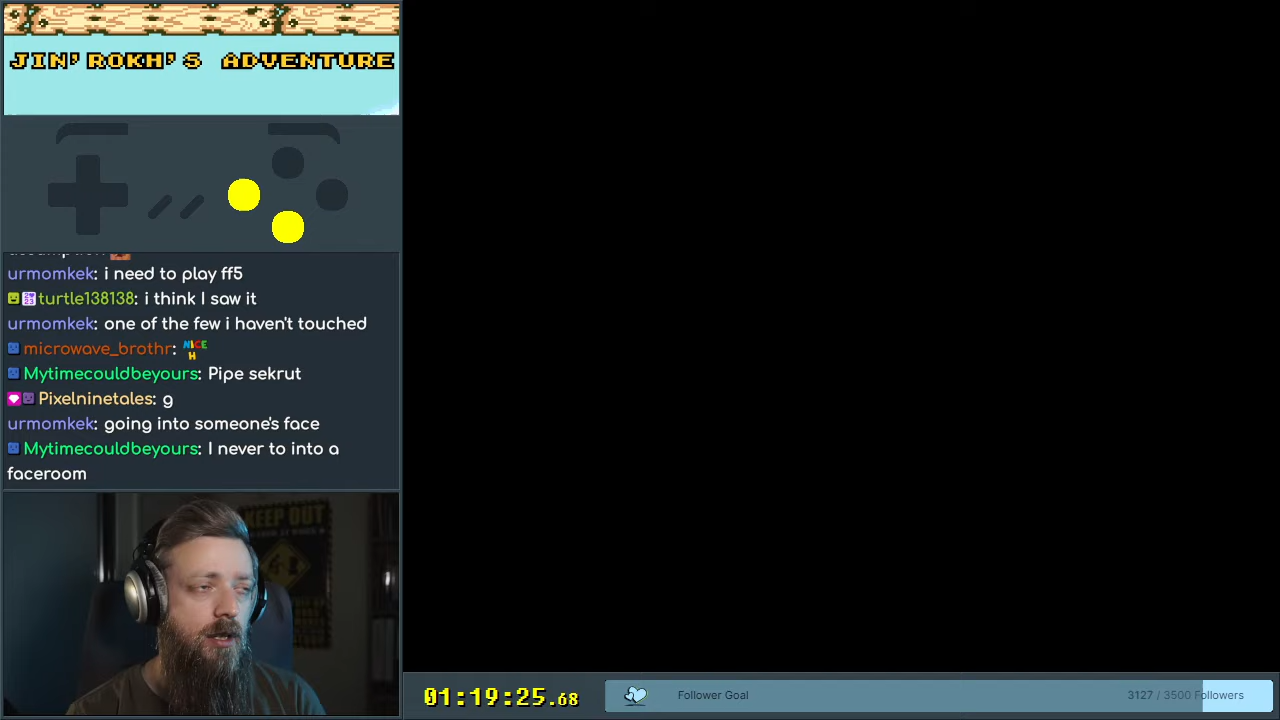 JIN'ROKH'S ADVENTURE
urmomkek: i need to play ff5
turtle138138: i think I saw it
urmomkek: one of the few i haven't touched
microwave_brothr: NICE
H
Mytimecouldbeyours: Pipe sekrut
Pixelninetales: g
urmomkek: going into someone's face
Mytimecouldbeyours: I never to into a
faceroom
KEEP OUT
01:19:25.68
Follower Goal
3127 / 3500 Followers